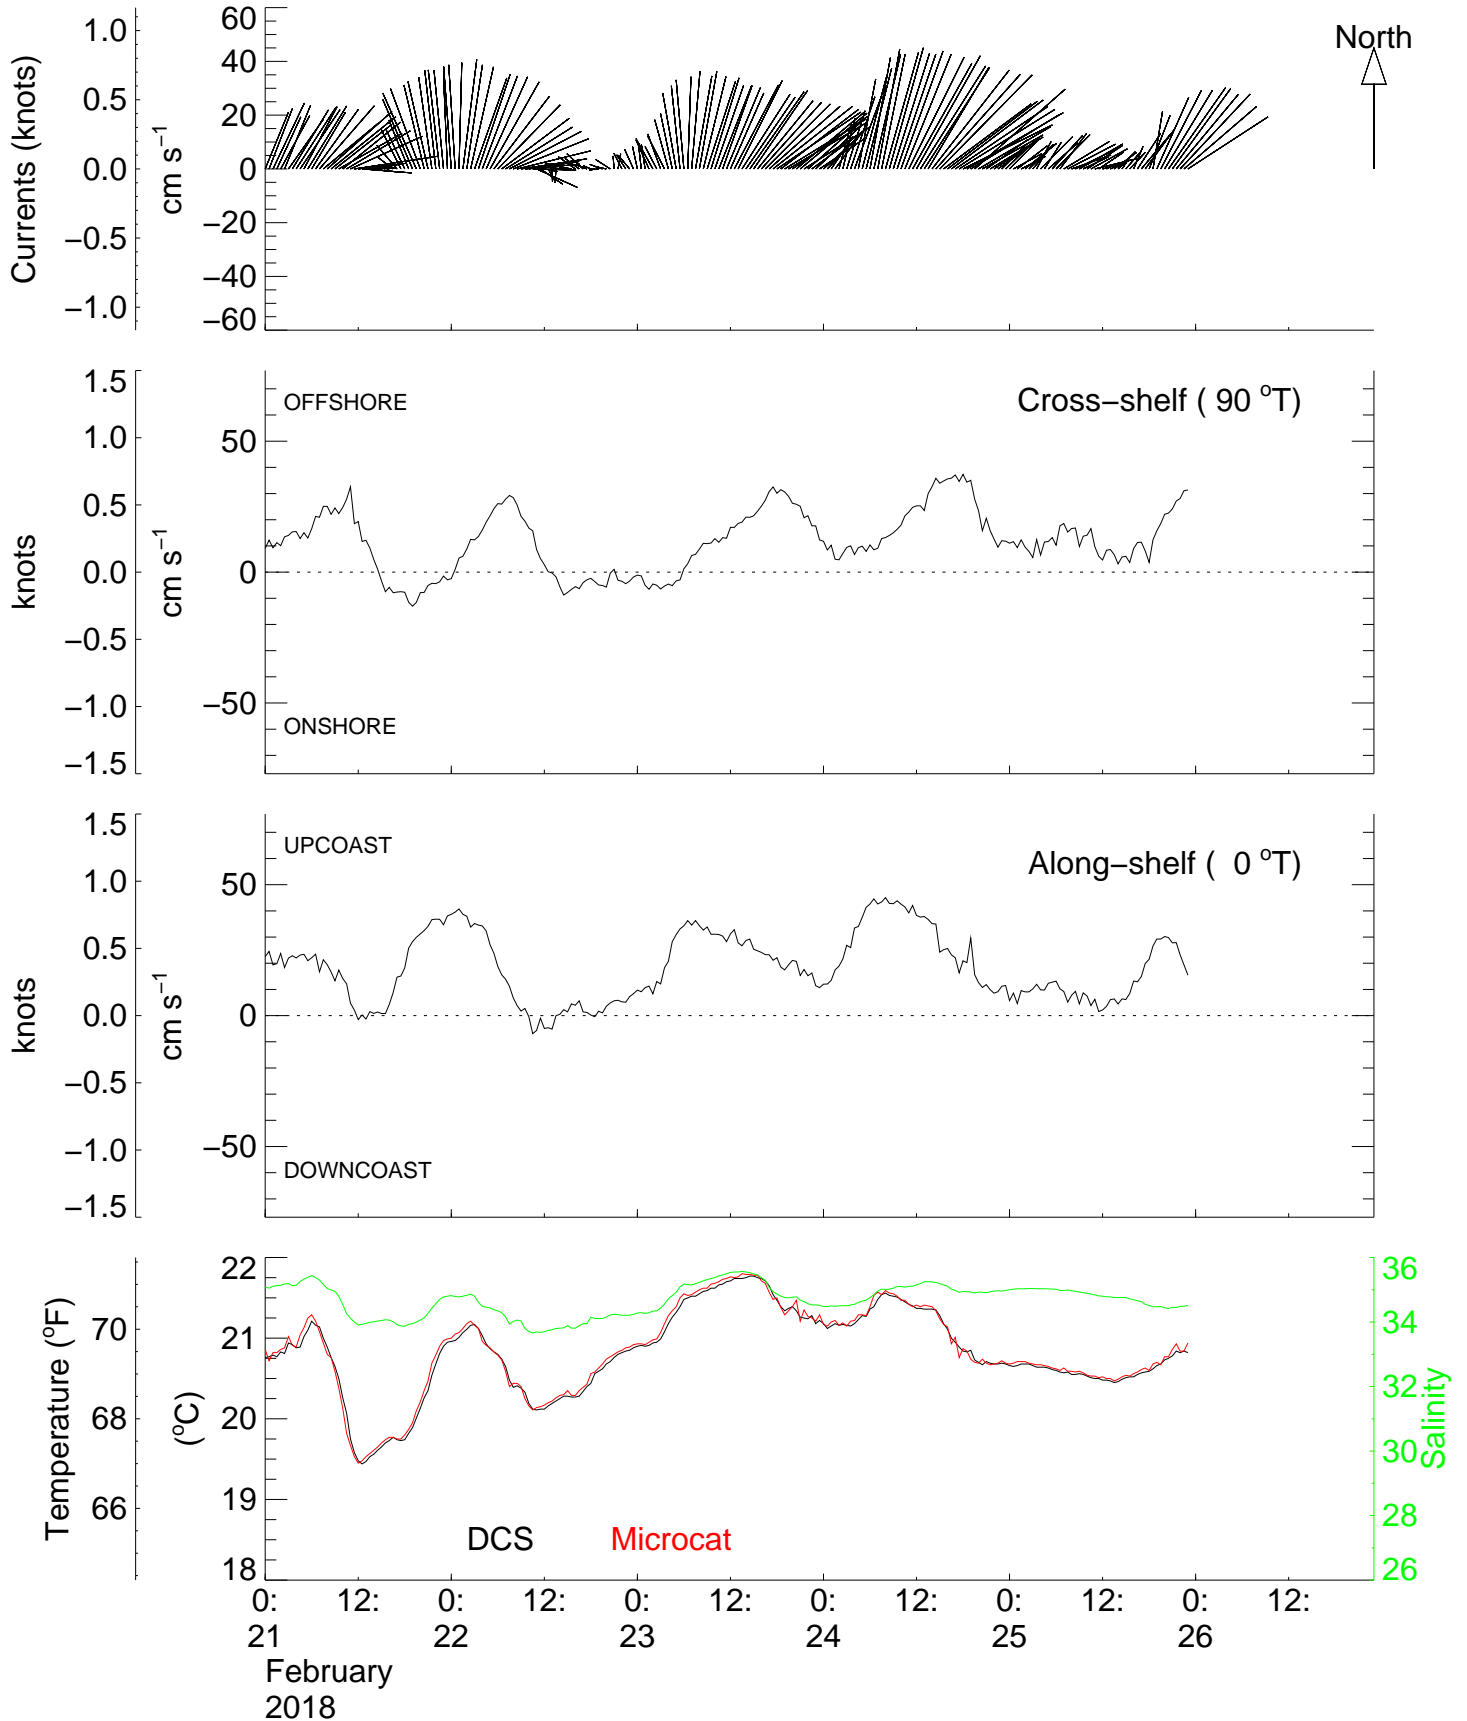 North
Currents (knots)
1.0
0.5
0.0
−0.5
−1.0
cm s−1
60
40
20
0
−20
−40
−60
knots
1.5
1.0
0.5
0.0
−0.5
−1.0
−1.5
cm s−1
50
0
−50
OFFSHORE
Cross−shelf ( 90 oT)
ONSHORE
knots
1.5
1.0
0.5
0.0
−0.5
−1.0
−1.5
cm s−1
50
0
−50
UPCOAST
Along−shelf ( 0 oT)
DOWNCOAST
Temperature (oF)
70
68
66
(oC)
22
21
20
19
18
DCS Microcat
36
34
32
30
28
26
Salinity
0: 12: 0: 12: 0: 12: 0: 12: 0: 12: 0: 12:
21 22 23 24 25 26
February
2018